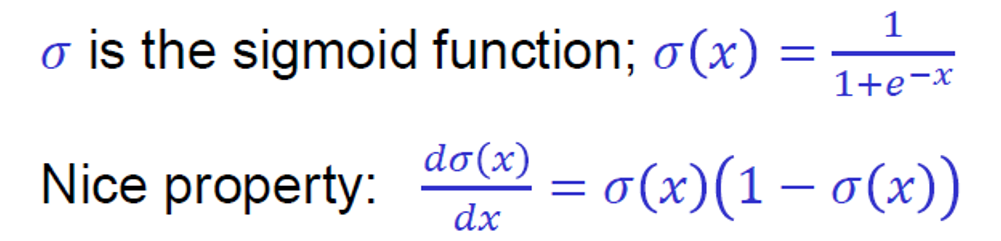 σ is the sigmoid function; σ(x) = 1/(1+e^{-x})
Nice property: dσ(x)/dx = σ(x)(1 − σ(x))